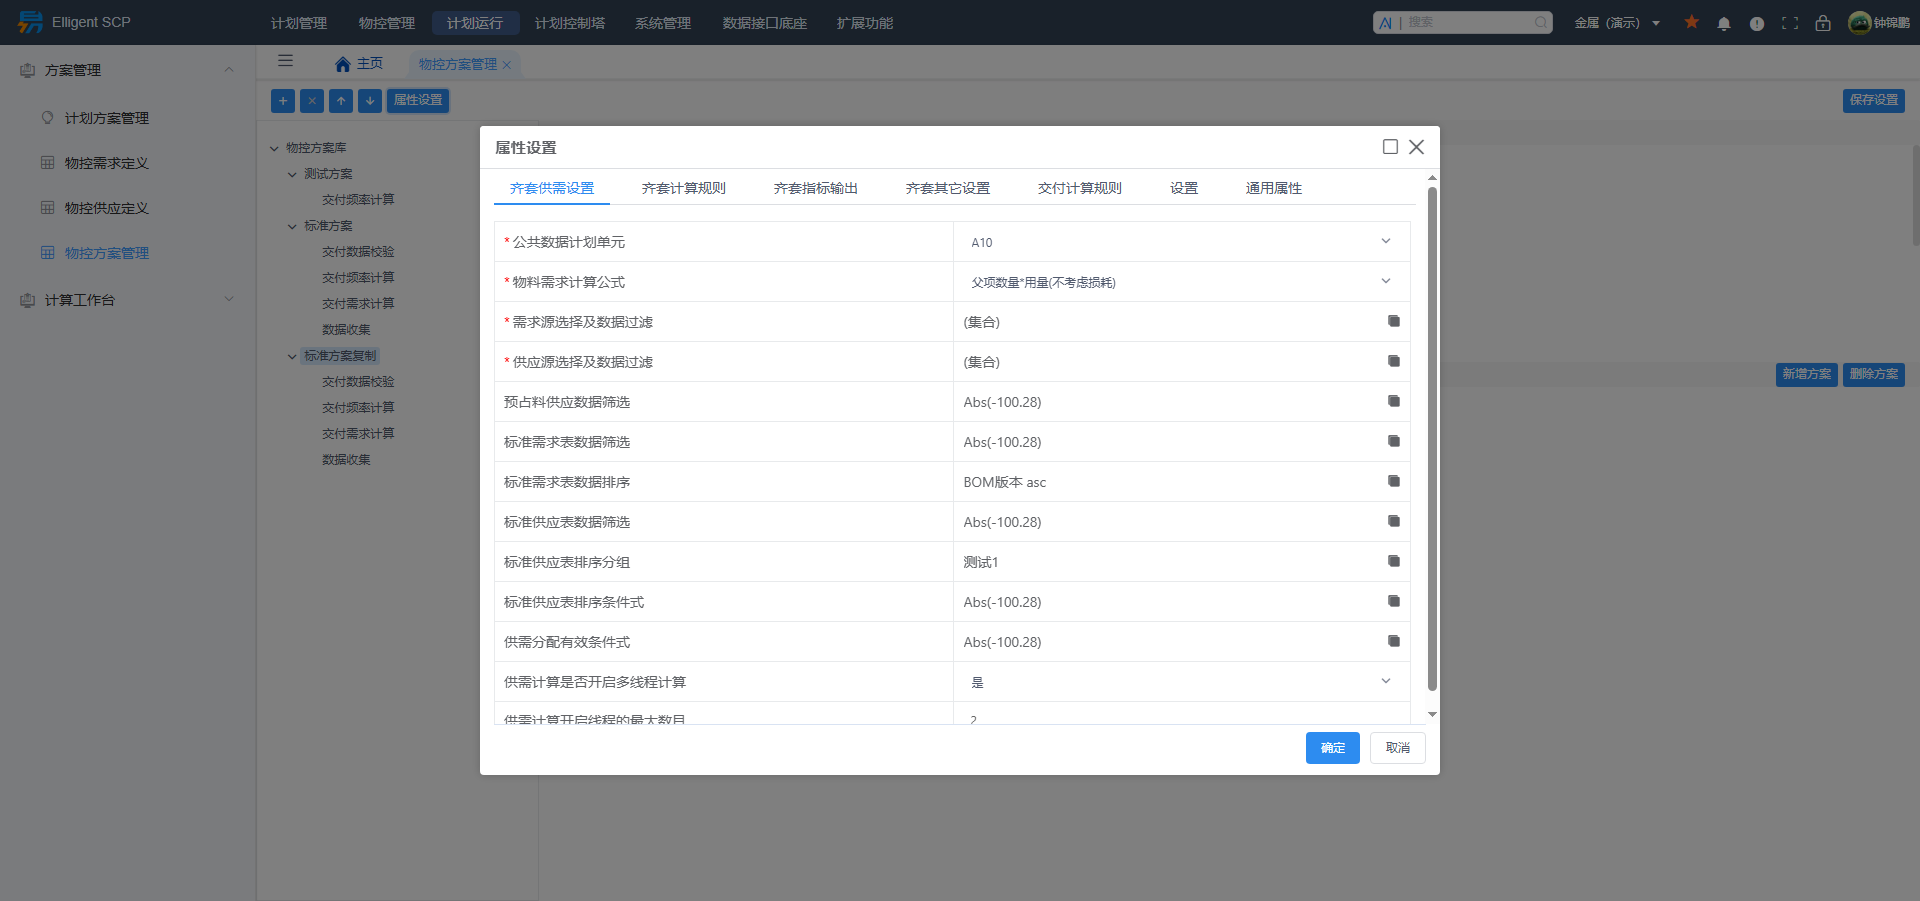 Elligent SCP
计划管理
物控管理
计划运行
计划控制塔
系统管理
数据接口底座
扩展功能
搜索
金属（演示）
钟锦鹏
方案管理
计划方案管理
物控需求定义
物控供应定义
物控方案管理
计算工作台
主页
物控方案管理
属性设置
保存设置
物控方案库
测试方案
交付频率计算
标准方案
交付数据校验
交付频率计算
交付需求计算
数据收集
标准方案复制
交付数据校验
交付频率计算
交付需求计算
数据收集
新增方案
删除方案
属性设置
齐套供需设置
齐套计算规则
齐套指标输出
齐套其它设置
交付计算规则
设置
通用属性
*公共数据计划单元 A10
*物料需求计算公式 父项数量*用量(不考虑损耗)
*需求源选择及数据过滤 (集合)
*供应源选择及数据过滤 (集合)
预占料供应数据筛选 Abs(-100.28)
标准需求表数据筛选 Abs(-100.28)
标准需求表数据排序 BOM版本 asc
标准供应表数据筛选 Abs(-100.28)
标准供应表排序分组 测试1
标准供应表排序条件式 Abs(-100.28)
供需分配有效条件式 Abs(-100.28)
供需计算是否开启多线程计算 是
供需计算开启线程的最大数目 2
确定
取消